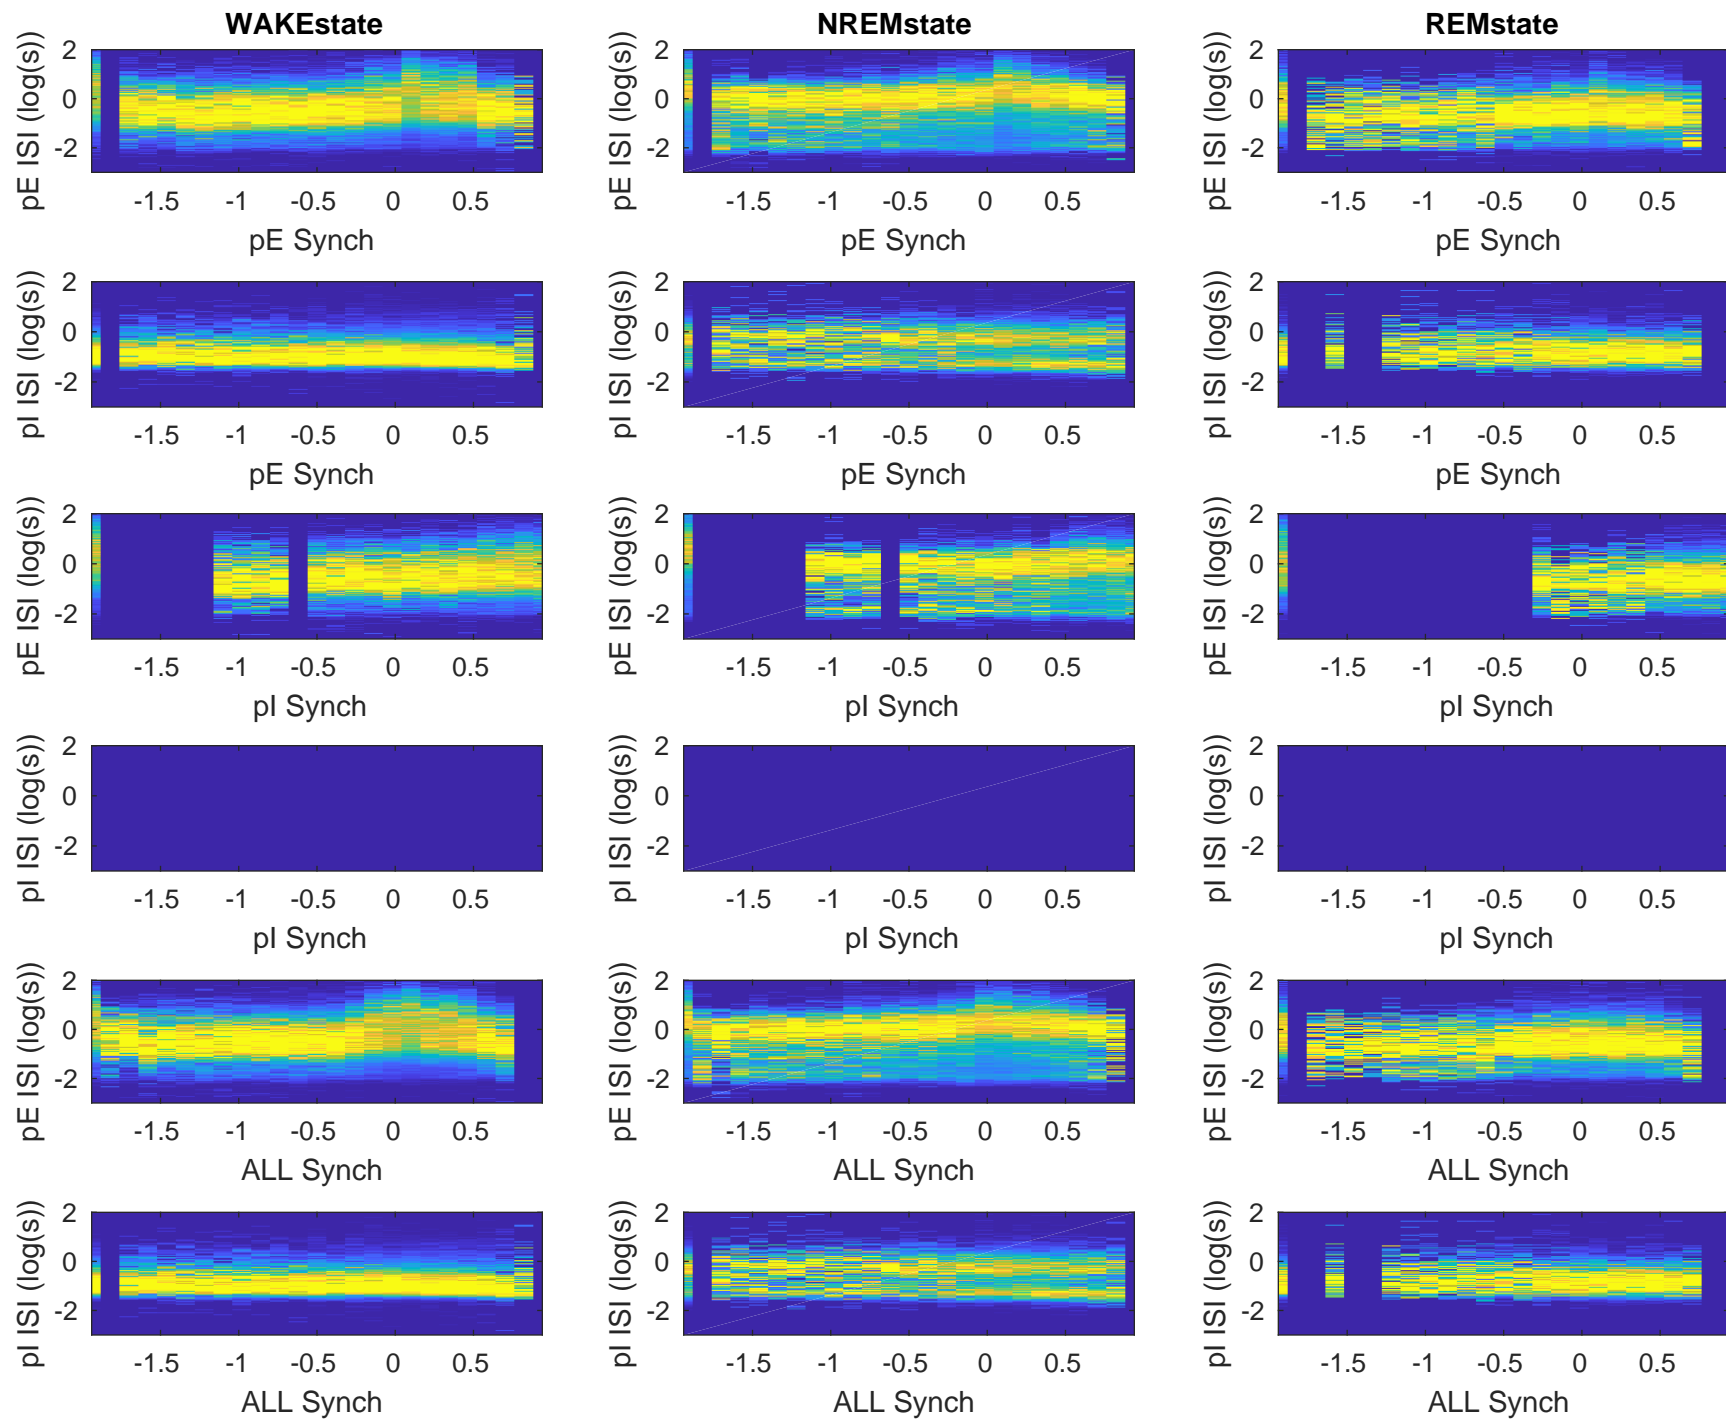 WAKEstate NREMstate REMstate
pE ISI (log(s)) 2 0 -2 pE ISI (log(s)) 2 0 -2 pE ISI (log(s)) 2 0 -2
-1.5 -1 -0.5 0 0.5 -1.5 -1 -0.5 0 0.5 -1.5 -1 -0.5 0 0.5
pE Synch pE Synch pE Synch
pI ISI (log(s)) 2 0 -2 pI ISI (log(s)) 2 0 -2 pI ISI (log(s)) 2 0 -2
-1.5 -1 -0.5 0 0.5 -1.5 -1 -0.5 0 0.5 -1.5 -1 -0.5 0 0.5
pE Synch pE Synch pE Synch
pE ISI (log(s)) 2 0 -2 pE ISI (log(s)) 2 0 -2 pE ISI (log(s)) 2 0 -2
-1.5 -1 -0.5 0 0.5 -1.5 -1 -0.5 0 0.5 -1.5 -1 -0.5 0 0.5
pI Synch pI Synch pI Synch
pI ISI (log(s)) 2 0 -2 pI ISI (log(s)) 2 0 -2 pI ISI (log(s)) 2 0 -2
-1.5 -1 -0.5 0 0.5 -1.5 -1 -0.5 0 0.5 -1.5 -1 -0.5 0 0.5
pI Synch pI Synch pI Synch
pE ISI (log(s)) 2 0 -2 pE ISI (log(s)) 2 0 -2 pE ISI (log(s)) 2 0 -2
-1.5 -1 -0.5 0 0.5 -1.5 -1 -0.5 0 0.5 -1.5 -1 -0.5 0 0.5
ALL Synch ALL Synch ALL Synch
pI ISI (log(s)) 2 0 -2 pI ISI (log(s)) 2 0 -2 pI ISI (log(s)) 2 0 -2
-1.5 -1 -0.5 0 0.5 -1.5 -1 -0.5 0 0.5 -1.5 -1 -0.5 0 0.5
ALL Synch ALL Synch ALL Synch